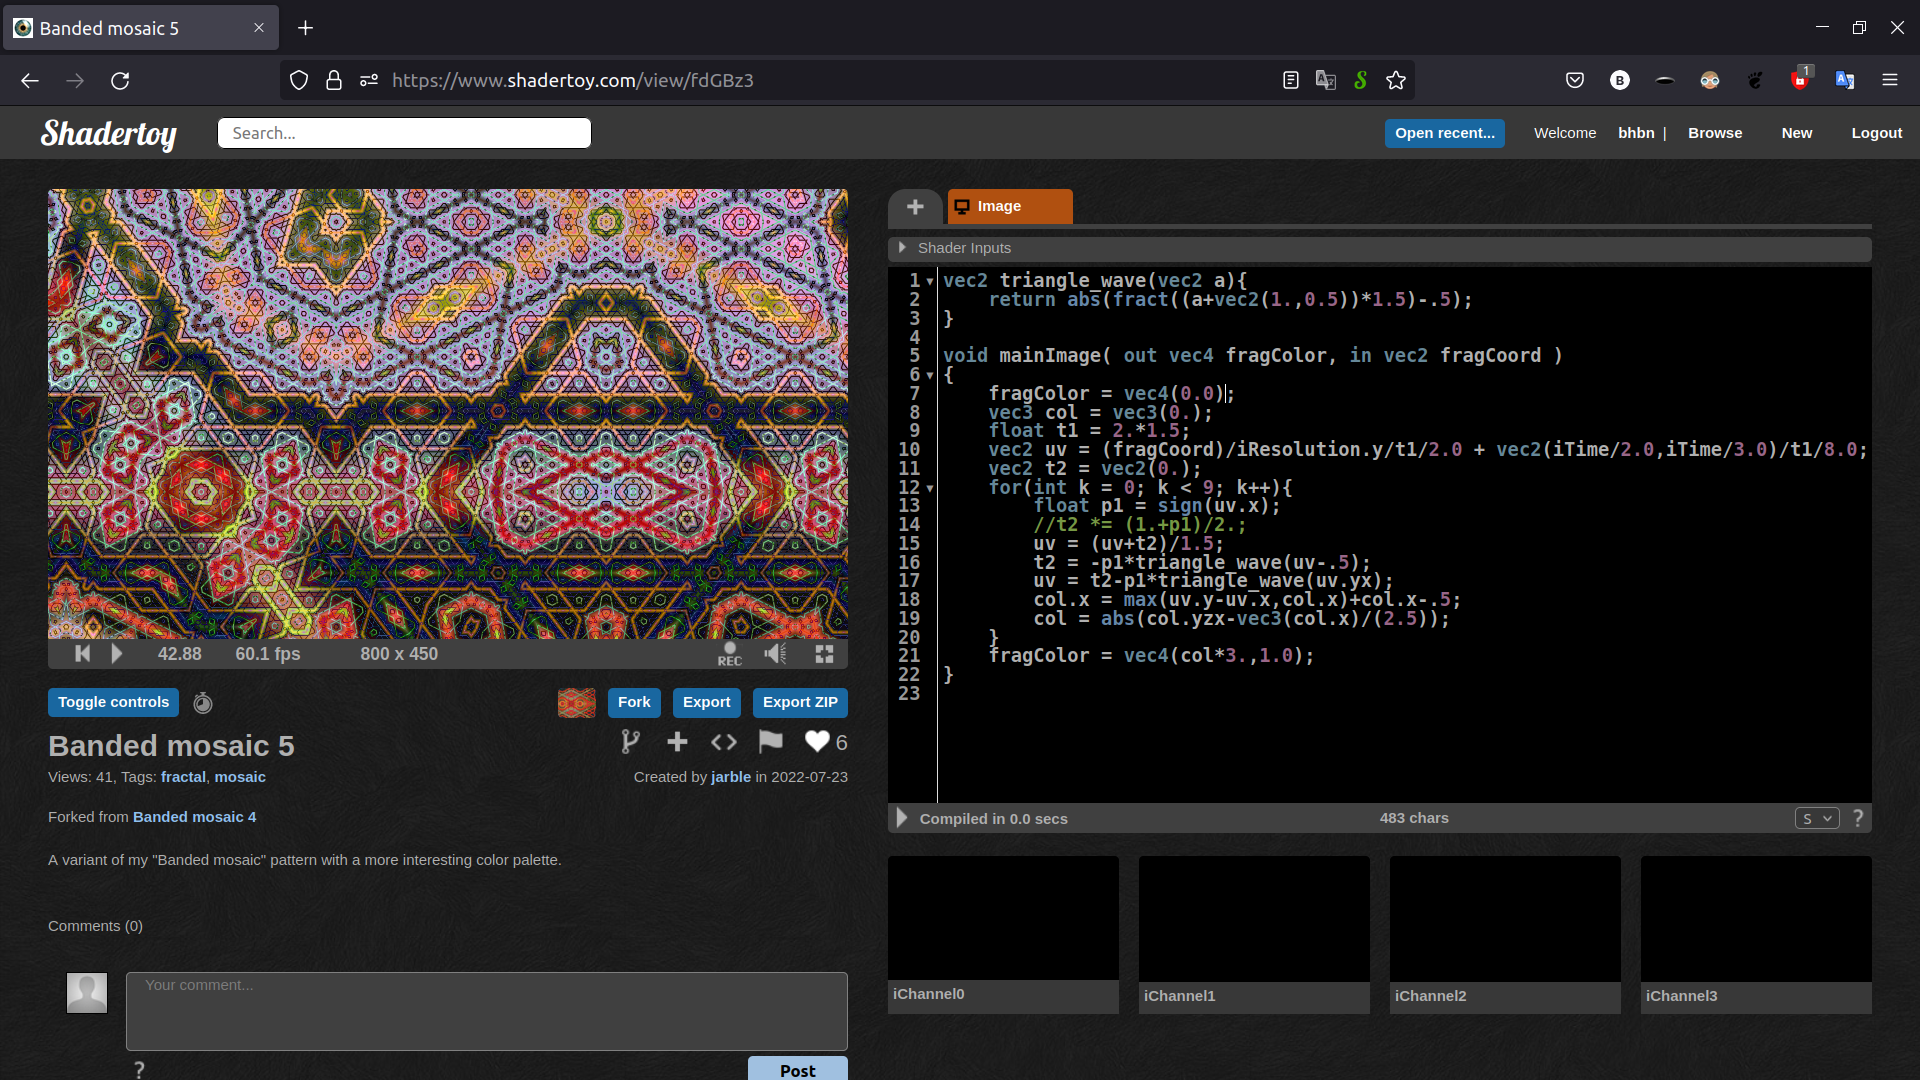 Banded mosaic 5
https://www.shadertoy.com/view/fdGBz3
B
1
Shadertoy
Search...
Open recent...
Welcome bhbn | Browse New Logout
Image
Shader Inputs
1 vec2 triangle_wave(vec2 a){
2     return abs(fract((a+vec2(1.,0.5))*1.5)-.5);
3 }
4
5 void mainImage( out vec4 fragColor, in vec2 fragCoord )
6 {
7     fragColor = vec4(0.0);
8     vec3 col = vec3(0.);
9     float t1 = 2.*1.5;
10     vec2 uv = (fragCoord)/iResolution.y/t1/2.0 + vec2(iTime/2.0,iTime/3.0)/t1/8.0;
11     vec2 t2 = vec2(0.);
12     for(int k = 0; k < 9; k++){
13         float p1 = sign(uv.x);
14         //t2 *= (1.+p1)/2.;
15         uv = (uv+t2)/1.5;
16         t2 = -p1*triangle_wave(uv-.5);
17         uv = t2-p1*triangle_wave(uv.yx);
18         col.x = max(uv.y-uv.x,col.x)+col.x-.5;
19         col = abs(col.yzx-vec3(col.x)/(2.5));
20     }
21     fragColor = vec4(col*3.,1.0);
22 }
23
Compiled in 0.0 secs
483 chars
S
?
iChannel0
iChannel1
iChannel2
iChannel3
42.88
60.1 fps
800 x 450
REC
Toggle controls
Fork
Export
Export ZIP
Banded mosaic 5
6
Views: 41, Tags: fractal, mosaic
Created by jarble in 2022-07-23
Forked from Banded mosaic 4
A variant of my "Banded mosaic" pattern with a more interesting color palette.
Comments (0)
Your comment...
?
Post